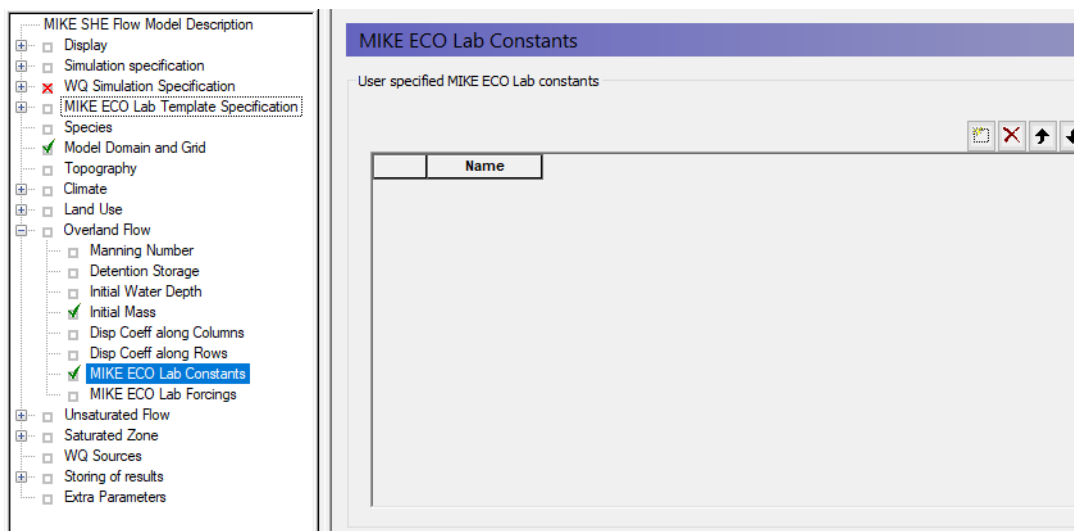 MIKE SHE Flow Model Description
Display
Simulation specification
WQ Simulation Specification
MIKE ECO Lab Template Specification
Species
Model Domain and Grid
Topography
Climate
Land Use
Overland Flow
Manning Number
Detention Storage
Initial Water Depth
Initial Mass
Disp Coeff along Columns
Disp Coeff along Rows
MIKE ECO Lab Constants
MIKE ECO Lab Forcings
Unsaturated Flow
Saturated Zone
WQ Sources
Storing of results
Extra Parameters
MIKE ECO Lab Constants
User specified MIKE ECO Lab constants
Name